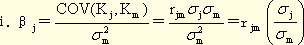 i. β_j = COV(K_j, K_m) / σ_m^2 = r_jm σ_j σ_m / σ_m^2 = r_jm (σ_j / σ_m)